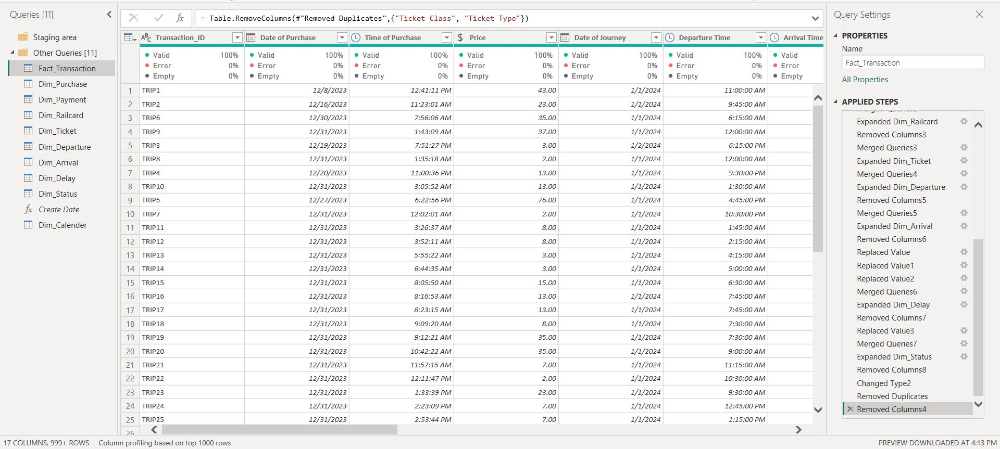 Queries [11]
Staging area
Other Queries [11]
Fact_Transaction
Dim_Purchase
Dim_Payment
Dim_Railcard
Dim_Ticket
Dim_Departure
Dim_Arrival
Dim_Delay
Dim_Status
fx Create Date
Dim_Calender
fx = Table.RemoveColumns(#"Removed Duplicates",{"Ticket Class", "Ticket Type"})
ABC Transaction_ID Date of Purchase Time of Purchase $ Price Date of Journey Departure Time Arrival Time
Valid 100% Valid 100% Valid 100% Valid 100% Valid 100% Valid 100% Valid
Error 0% Error 0% Error 0% Error 0% Error 0% Error 0% Error
Empty 0% Empty 0% Empty 0% Empty 0% Empty 0% Empty 0% Empty
1 TRIP1 12/8/2023 12:41:11 PM 43.00 1/1/2024 11:00:00 AM
2 TRIP2 12/16/2023 11:23:01 AM 23.00 1/1/2024 9:45:00 AM
3 TRIP6 12/30/2023 7:56:06 AM 35.00 1/1/2024 6:15:00 AM
4 TRIP9 12/31/2023 1:43:09 AM 37.00 1/1/2024 12:00:00 AM
5 TRIP3 12/19/2023 7:51:27 PM 3.00 1/2/2024 6:15:00 PM
6 TRIP8 12/31/2023 1:35:18 AM 2.00 1/1/2024 12:00:00 AM
7 TRIP4 12/20/2023 11:00:36 PM 13.00 1/1/2024 9:30:00 PM
8 TRIP10 12/31/2023 3:05:52 AM 13.00 1/1/2024 1:30:00 AM
9 TRIP5 12/27/2023 6:22:56 PM 76.00 1/1/2024 4:45:00 PM
10 TRIP7 12/31/2023 12:02:01 AM 2.00 1/1/2024 10:30:00 PM
11 TRIP11 12/31/2023 3:26:37 AM 8.00 1/1/2024 1:45:00 AM
12 TRIP12 12/31/2023 3:52:11 AM 8.00 1/1/2024 2:15:00 AM
13 TRIP13 12/31/2023 5:55:22 AM 3.00 1/1/2024 4:15:00 AM
14 TRIP14 12/31/2023 6:44:35 AM 3.00 1/1/2024 5:00:00 AM
15 TRIP15 12/31/2023 8:05:50 AM 15.00 1/1/2024 6:30:00 AM
16 TRIP16 12/31/2023 8:16:53 AM 13.00 1/1/2024 7:45:00 AM
17 TRIP17 12/31/2023 8:23:15 AM 13.00 1/1/2024 7:45:00 AM
18 TRIP18 12/31/2023 9:09:20 AM 8.00 1/1/2024 7:30:00 AM
19 TRIP19 12/31/2023 9:12:21 AM 35.00 1/1/2024 7:30:00 AM
20 TRIP20 12/31/2023 10:42:22 AM 35.00 1/1/2024 9:00:00 AM
21 TRIP21 12/31/2023 11:57:15 AM 7.00 1/1/2024 11:15:00 AM
22 TRIP22 12/31/2023 12:11:47 PM 2.00 1/1/2024 10:30:00 AM
23 TRIP23 12/31/2023 1:33:39 PM 23.00 1/1/2024 9:30:00 AM
24 TRIP24 12/31/2023 2:23:09 PM 7.00 1/1/2024 12:45:00 PM
25 TRIP25 12/31/2023 2:53:44 PM 7.00 1/1/2024 1:15:00 PM
26
Query Settings
PROPERTIES
Name
Fact_Transaction
All Properties
APPLIED STEPS
Expanded Dim_Railcard
Removed Columns3
Merged Queries3
Expanded Dim_Ticket
Merged Queries4
Expanded Dim_Departure
Removed Columns5
Merged Queries5
Expanded Dim_Arrival
Removed Columns6
Replaced Value
Replaced Value1
Replaced Value2
Merged Queries6
Expanded Dim_Delay
Removed Columns7
Replaced Value3
Merged Queries7
Expanded Dim_Status
Removed Columns8
Changed Type2
Removed Duplicates
Removed Columns4
17 COLUMNS, 999+ ROWS Column profiling based on top 1000 rows
PREVIEW DOWNLOADED AT 4:13 PM